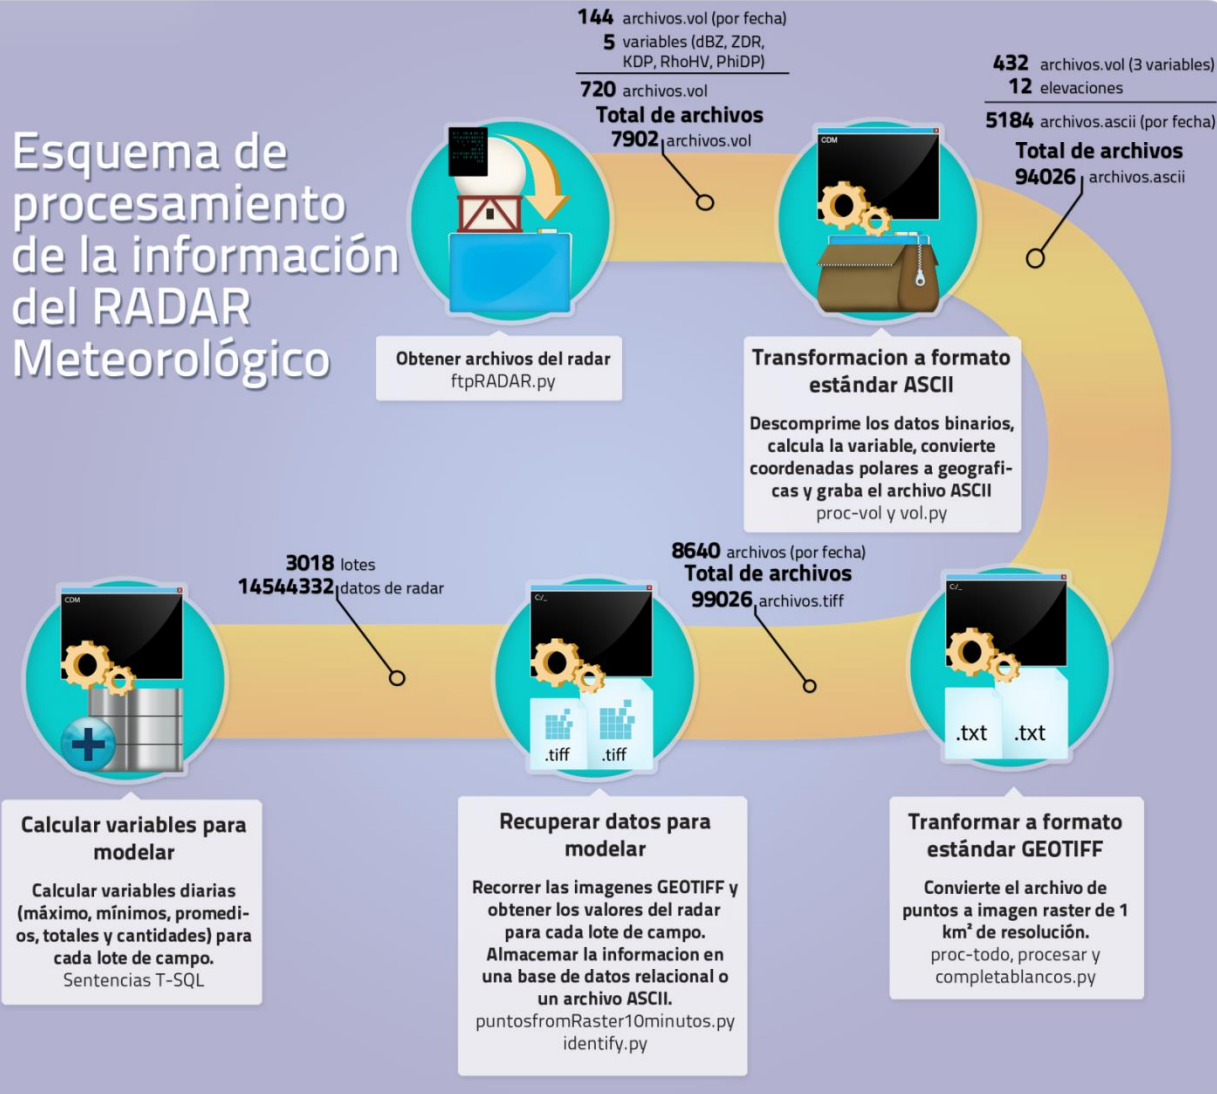 Esquema de
procesamiento
de la información
del RADAR
Meteorológico
144 archivos.vol (por fecha)
5 variables (dBZ, ZDR,
KDP, RhoHV, PhiDP)
720 archivos.vol
Total de archivos
7902 archivos.vol
Obtener archivos del radar
ftpRADAR.py
CDM
Transformacion a formato
estándar ASCII
Descomprime los datos binarios,
calcula la variable, convierte
coordenadas polares a geografi-
cas y graba el archivo ASCII
proc-vol y vol.py
432 archivos.vol (3 variables)
12 elevaciones
5184 archivos.ascii (por fecha)
Total de archivos
94026 archivos.ascii
C:/_
.txt .txt
Tranformar a formato
estándar GEOTIFF
Convierte el archivo de
puntos a imagen raster de 1
km² de resolución.
proc-todo, procesar y
completablancos.py
8640 archivos (por fecha)
Total de archivos
99026 archivos.tiff
C:/_
.tiff .tiff
Recuperar datos para
modelar
Recorrer las imagenes GEOTIFF y
obtener los valores del radar
para cada lote de campo.
Almacemar la informacion en
una base de datos relacional o
un archivo ASCII.
puntosfromRaster10minutos.py
identify.py
3018 lotes
14544332 datos de radar
CDM
Calcular variables para
modelar
Calcular variables diarias
(máximo, mínimos, promedi-
os, totales y cantidades) para
cada lote de campo.
Sentencias T-SQL